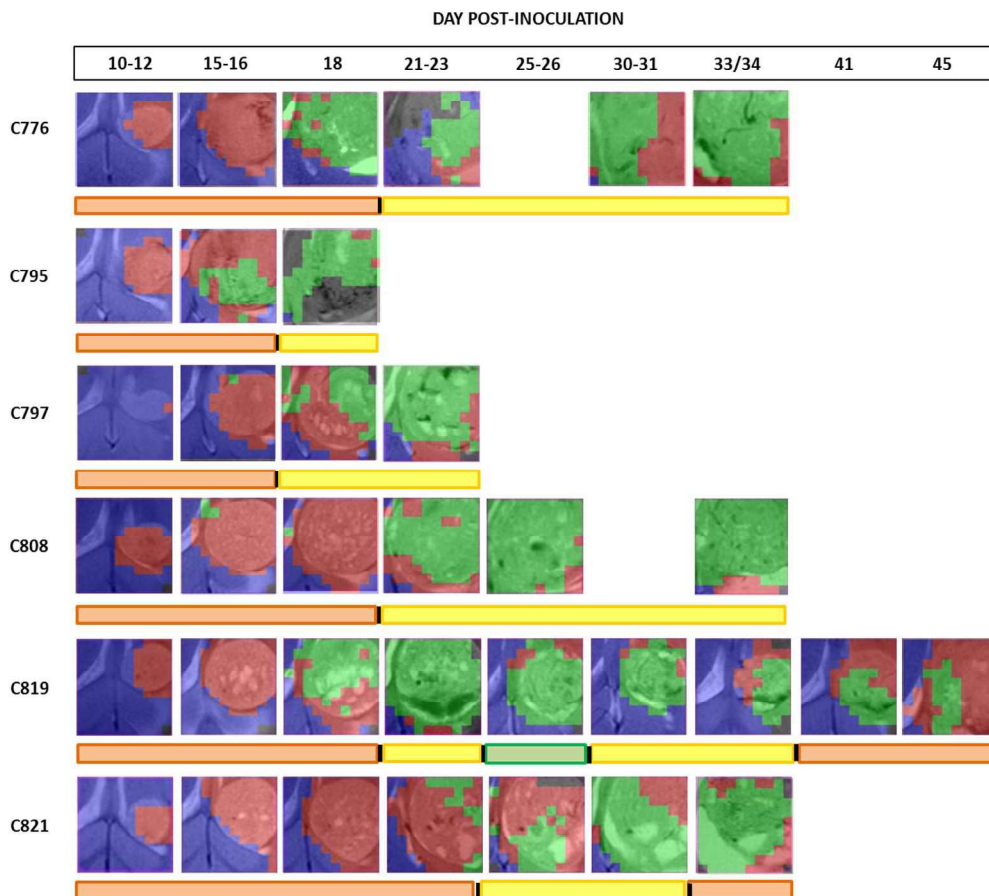 DAY POST-INOCULATION
10-12 15-16 18 21-23 25-26 30-31 33/34 41 45
C776
C795
C797
C808
C819
C821